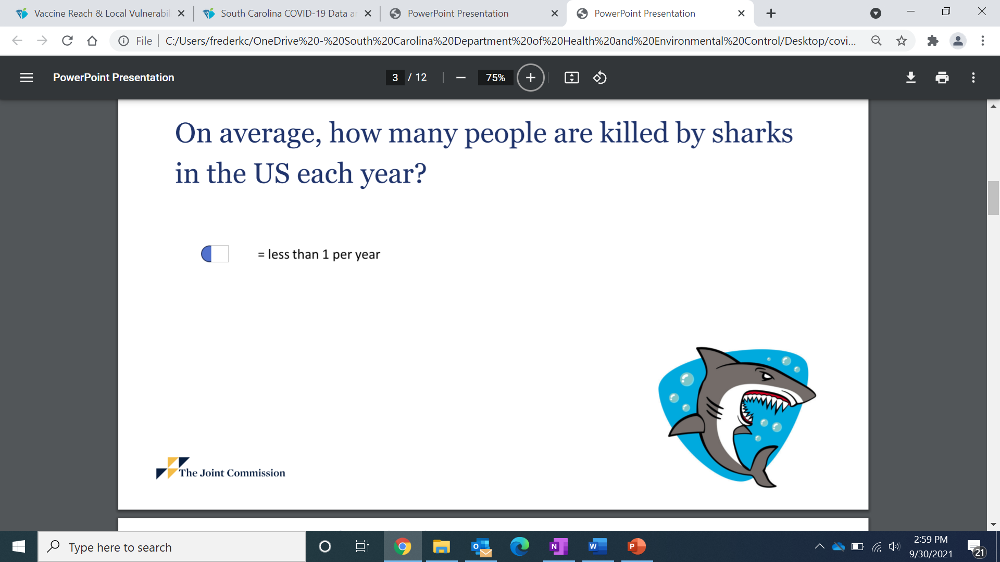 Vaccine Reach & Local Vulnerabil
South Carolina COVID-19 Data a
PowerPoint Presentation
PowerPoint Presentation
File
C:/Users/frederkc/OneDrive%20-%20South%20Carolina%20Department%20of%20Health%20and%20Environmental%20Control/Desktop/covi...
PowerPoint Presentation
3 / 12
75%
On average, how many people are killed by sharks
in the US each year?
= less than 1 per year
The Joint Commission
Type here to search
2:59 PM
9/30/2021
21